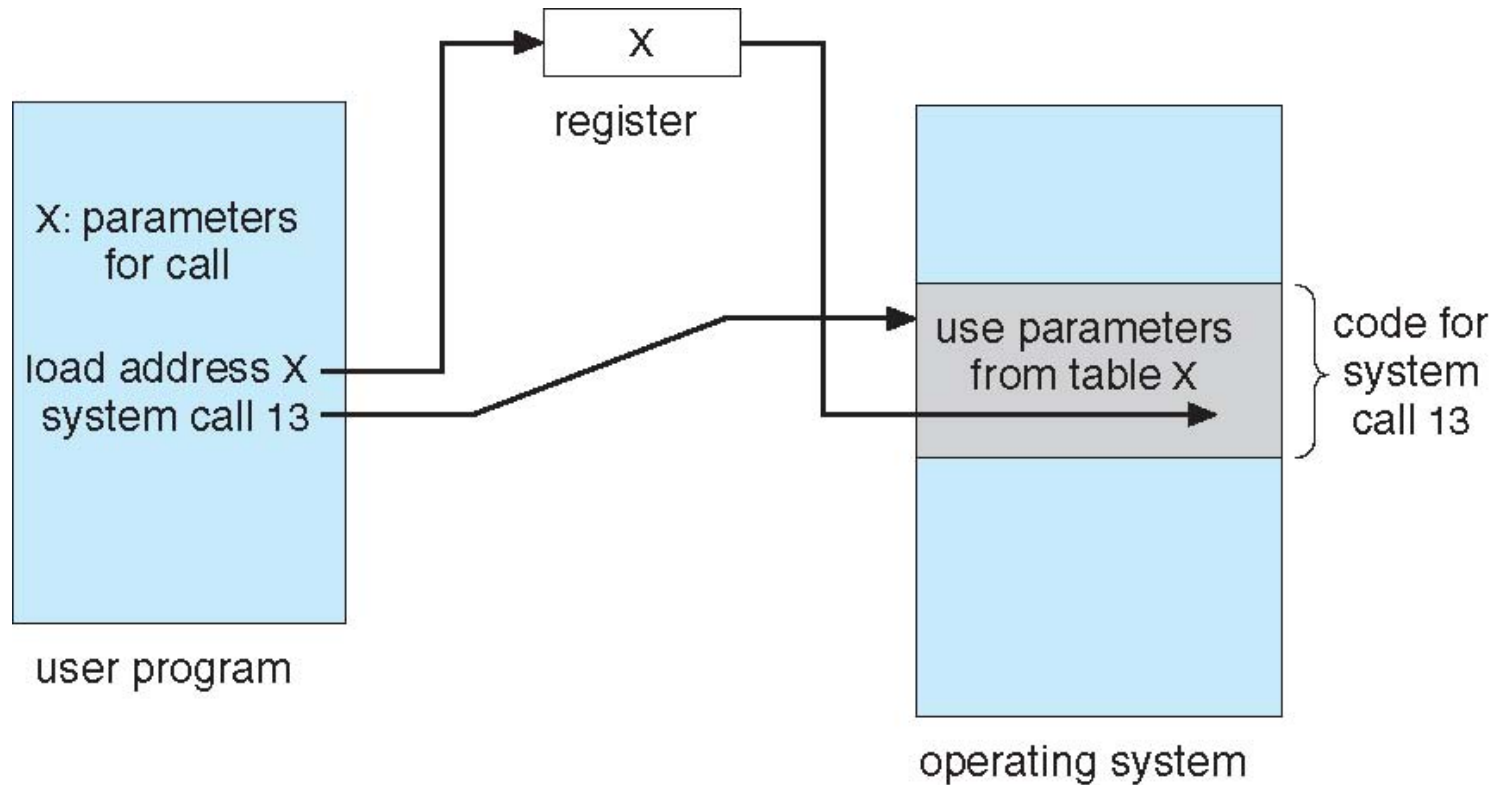 X
register
X: parameters
for call
load address X
system call 13
user program
use parameters
from table X
code for
system
call 13
operating system